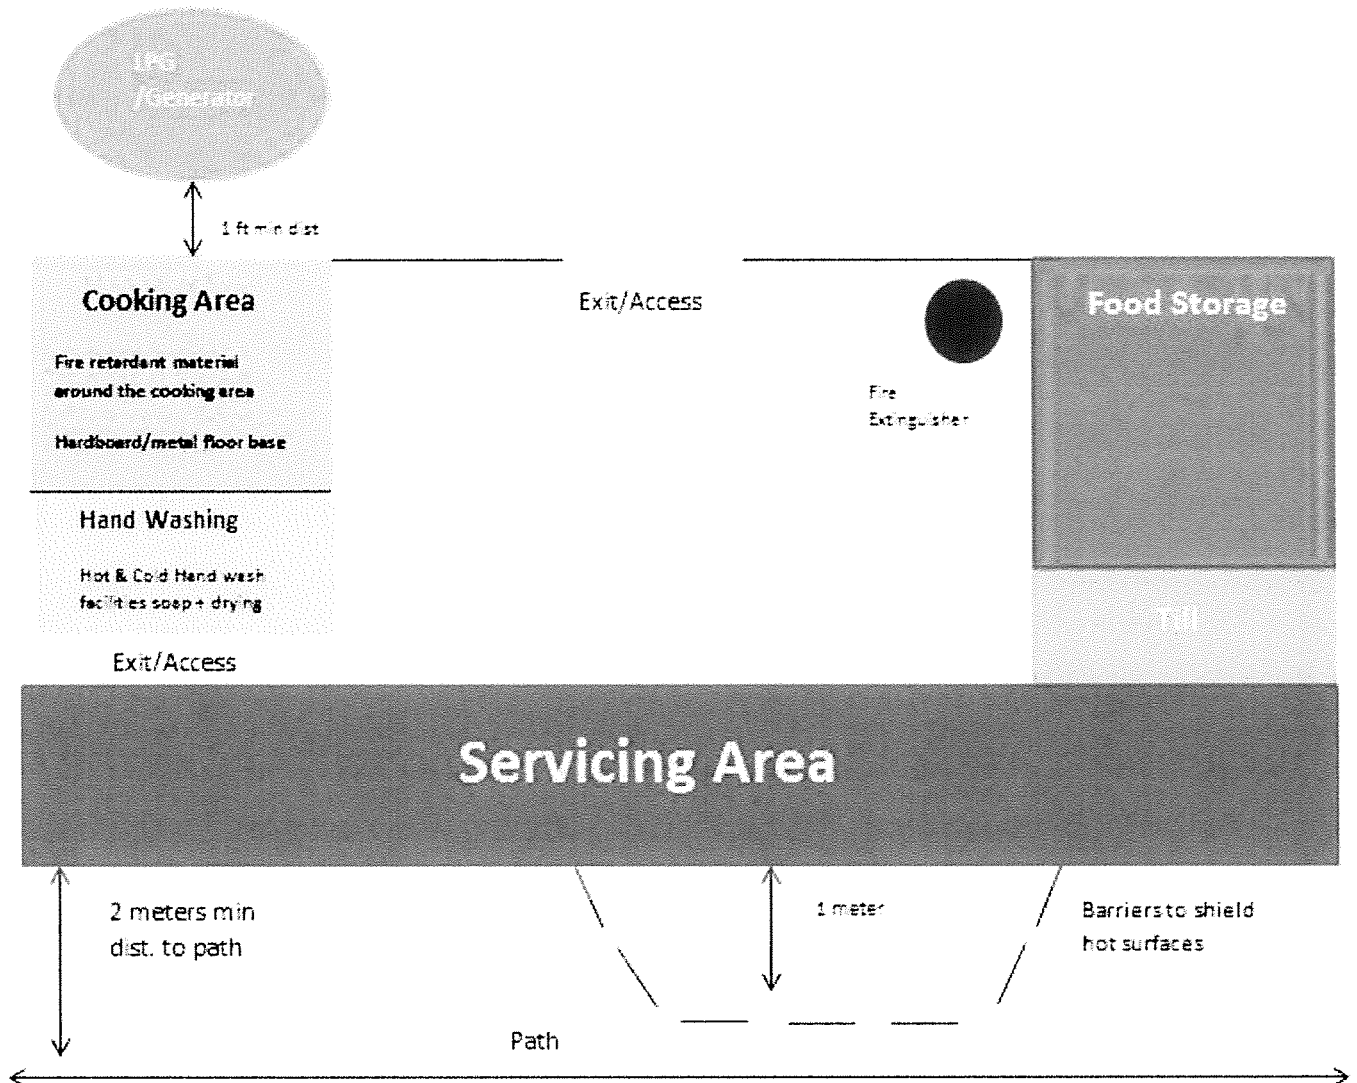 LPG
/Generator
1 ft min dist
Cooking Area
Fire retardant material
around the cooking area
Hardboard/metal floor base
Exit/Access
Fire
Extinguisher
Food Storage
Hand Washing
Hot & Cold Hand wash
facilities soap + drying
Till
Exit/Access
Servicing Area
2 meters min
dist. to path
1 meter
Barriers to shield
hot surfaces
Path